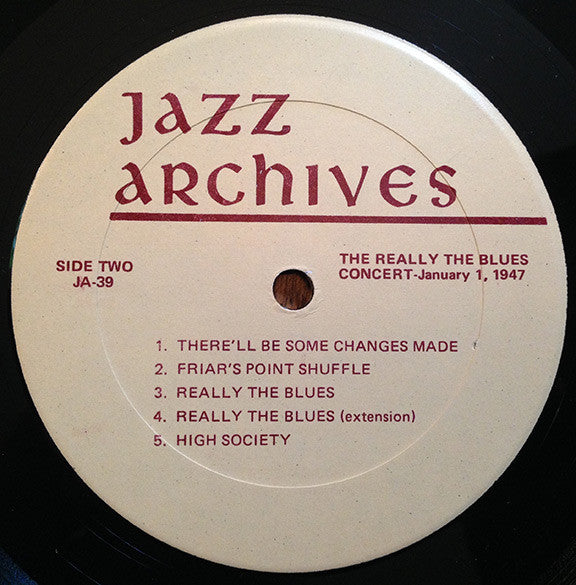 JAZZ
ARCHIVES
SIDE TWO
JA-39
THE REALLY THE BLUES
CONCERT-January 1, 1947
1. THERE'LL BE SOME CHANGES MADE
2. FRIAR'S POINT SHUFFLE
3. REALLY THE BLUES
4. REALLY THE BLUES (extension)
5. HIGH SOCIETY